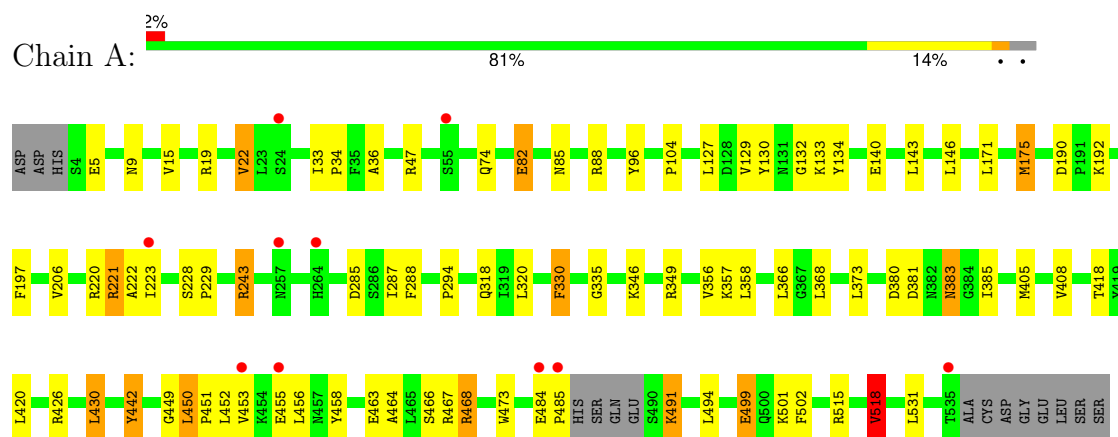 2%
Chain A:
81% 14% • •
ASP ASP HIS S4 E5 N9 V15 R19 V22 L23 S24 I33 P34 F35 A36 R47 S55 Q74 E82 N85 R88 Y96 P104 L127 D128 V129 Y130 N131 G132 K133 Y134 E140 L143 L146 L171 M175 D190 P191 K192
F197 V206 R220 R221 A222 I223 S228 P229 R243 N257 H264 D285 S286 I287 F288 P294 Q318 I319 L320 F330 G335 K346 R349 V356 K357 L358 L366 G367 L368 L373 D380 D381 N382 N383 G384 I385 M405 V408 T418 Y419
L420 R426 L430 Y442 G449 L450 P451 L452 V453 K454 E455 L456 N457 Y458 E463 A464 L465 S466 R467 R468 W473 E484 P485 HIS SER GLN GLU S490 K491 L494 E499 Q500 K501 F502 R515 V518 L531 T535 ALA CYS ASP GLY GLU LEU SER SER